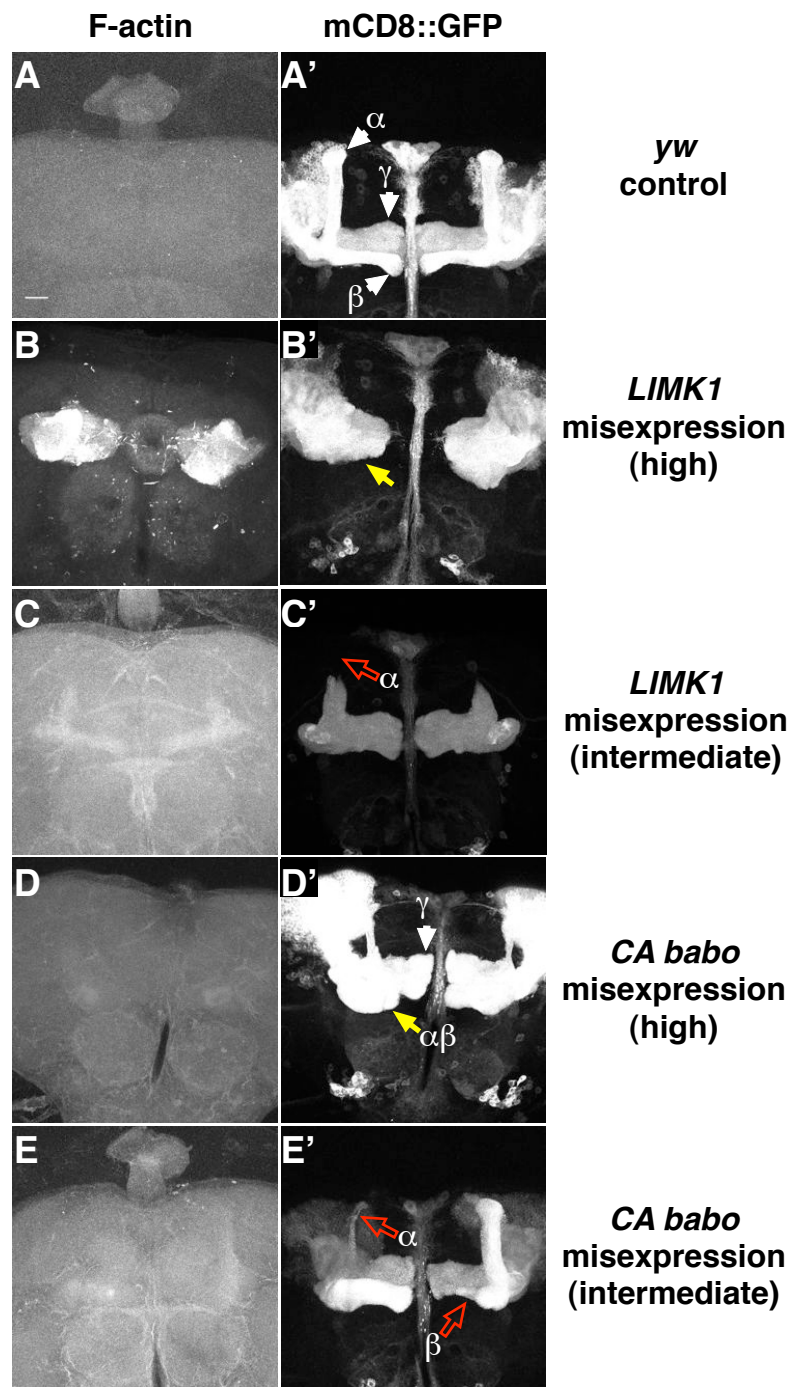 F-actin mCD8::GFP
A A'
α
γ
β
yw
control
B B'
LIMK1
misexpression
(high)
C C'
α
LIMK1
misexpression
(intermediate)
D D'
γ
αβ
CA babo
misexpression
(high)
E E'
α
β
CA babo
misexpression
(intermediate)